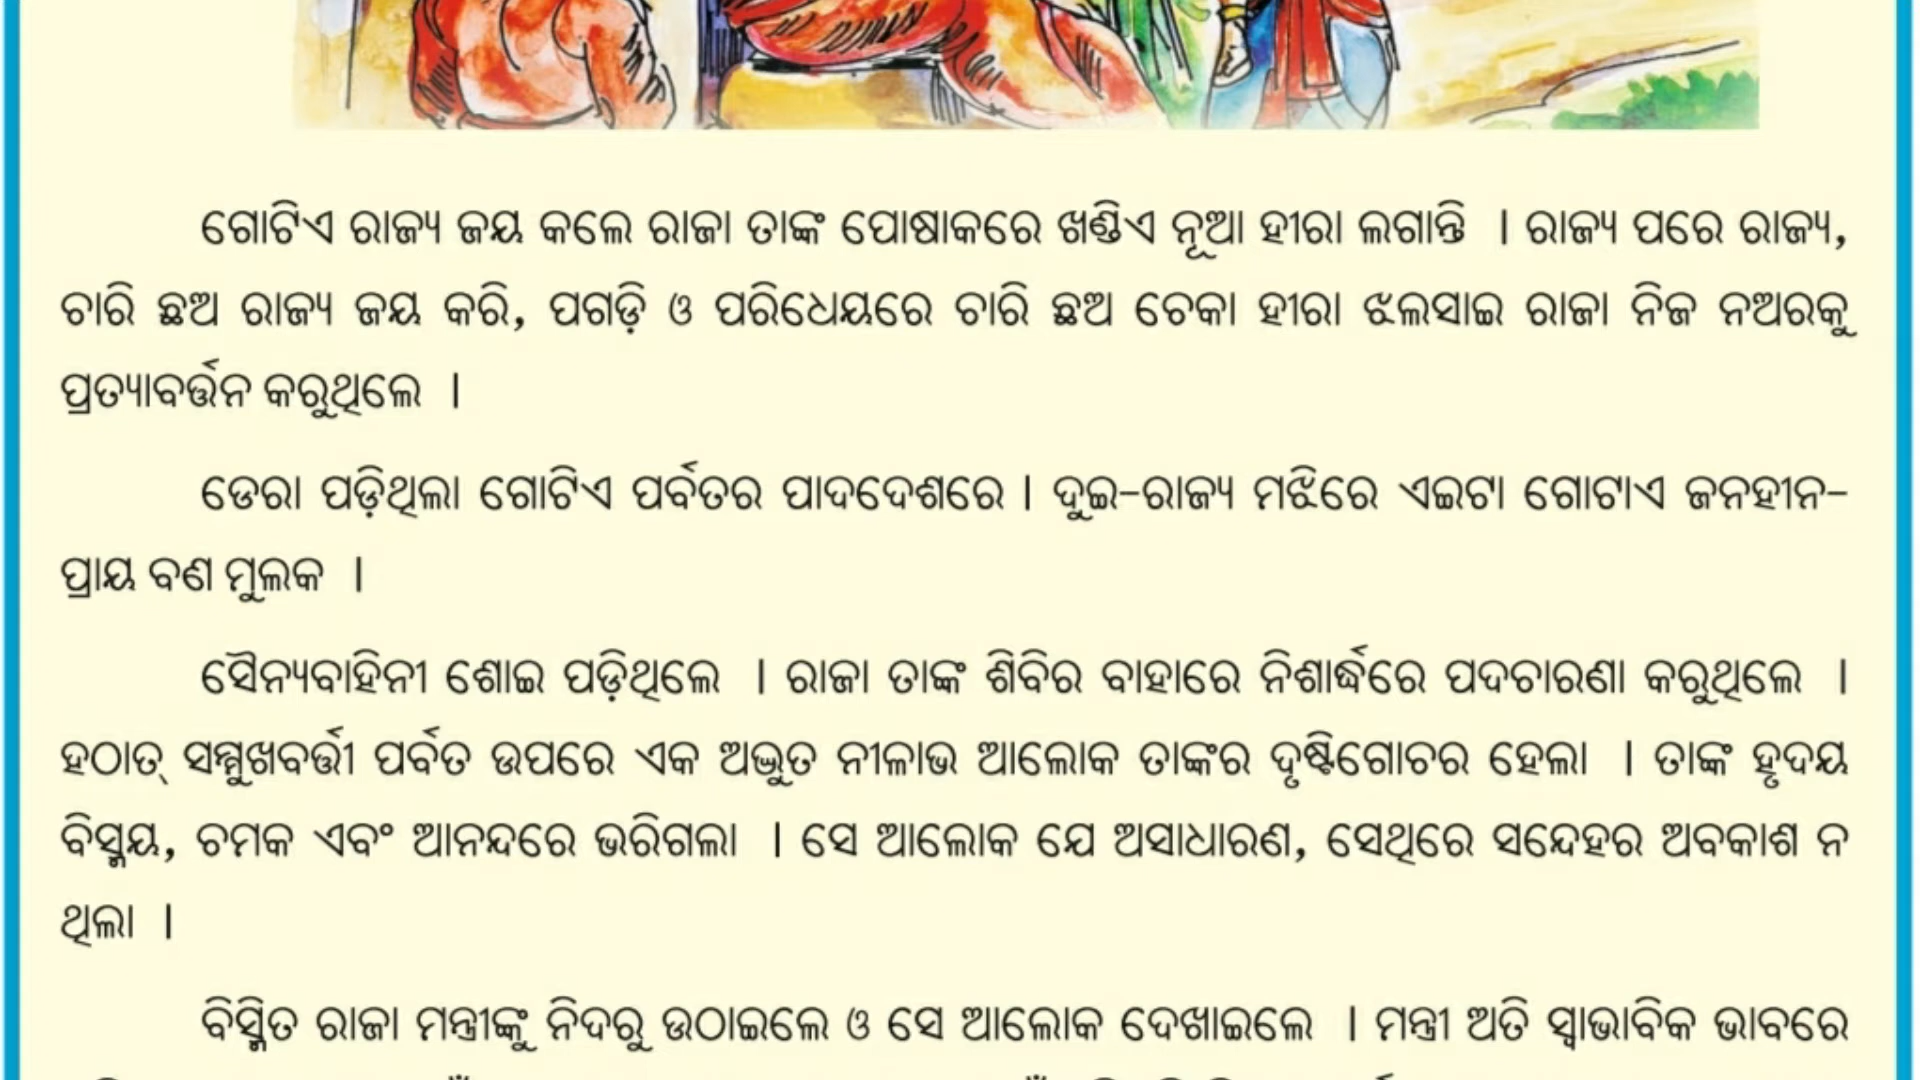 ଗୋଟିଏ ରାଜ୍ୟ ଜୟ କଲେ ରାଜା ତାଙ୍କ ପୋଷାକରେ ଖଣ୍ଡିଏ ନୂଆ ହୀରା ଲଗାନ୍ତି । ରାଜ୍ୟ ପରେ ରାଜ୍ୟ,
ଚାରି ଛଅ ରାଜ୍ୟ ଜୟ କରି, ପଗଡ଼ି ଓ ପରିଧେୟରେ ଚାରି ଛଅ ଚେକା ହୀରା ଝଲସାଇ ରାଜା ନିଜ ନଅରକୁ
ପ୍ରତ୍ୟାବର୍ତ୍ତନ କରୁଥିଲେ ।
ଡେରା ପଡ଼ିଥିଲା ଗୋଟିଏ ପର୍ବତର ପାଦଦେଶରେ । ଦୁଇ-ରାଜ୍ୟ ମଝିରେ ଏଇଟା ଗୋଟାଏ ଜନହୀନ-
ପ୍ରାୟ ବଣ ମୁଲକ ।
ସୈନ୍ୟବାହିନୀ ଶୋଇ ପଡ଼ିଥିଲେ । ରାଜା ତାଙ୍କ ଶିବିର ବାହାରେ ନିଶାର୍ଦ୍ଧରେ ପଦଚାରଣା କରୁଥିଲେ ।
ହଠାତ୍ ସମ୍ମୁଖବର୍ତ୍ତୀ ପର୍ବତ ଉପରେ ଏକ ଅଦ୍ଭୁତ ନୀଳାଭ ଆଲୋକ ତାଙ୍କର ଦୃଷ୍ଟିଗୋଚର ହେଲା । ତାଙ୍କ ହୃଦୟ
ବିସ୍ମୟ, ଚମକ ଏବଂ ଆନନ୍ଦରେ ଭରିଗଲା । ସେ ଆଲୋକ ଯେ ଅସାଧାରଣ, ସେଥିରେ ସନ୍ଦେହର ଅବକାଶ ନ
ଥିଲା ।
ବିସ୍ମିତ ରାଜା ମନ୍ତ୍ରୀଙ୍କୁ ନିଦରୁ ଉଠାଇଲେ ଓ ସେ ଆଲୋକ ଦେଖାଇଲେ । ମନ୍ତ୍ରୀ ଅତି ସ୍ୱାଭାବିକ ଭାବରେ